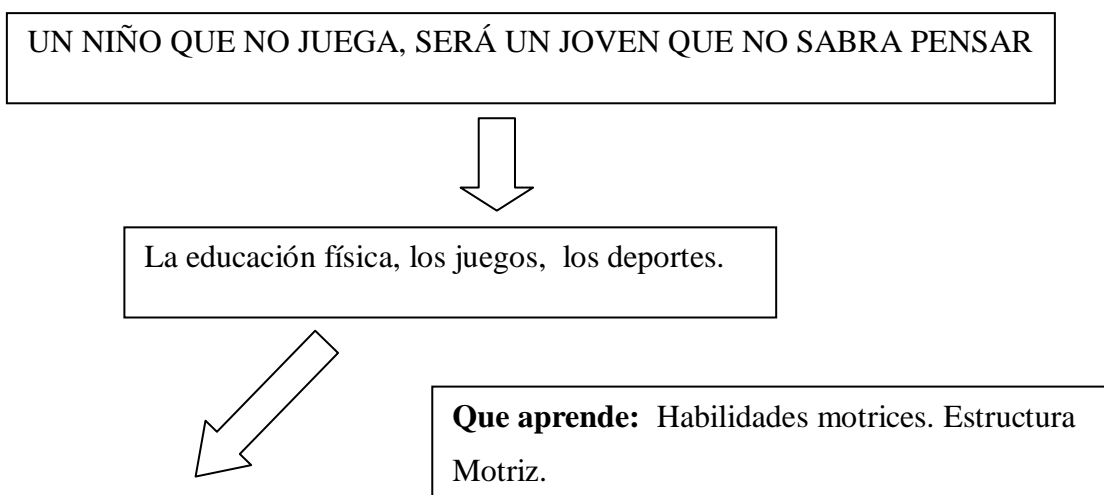 UN NIÑO QUE NO JUEGA, SERÁ UN JOVEN QUE NO SABRA PENSAR
La educación física, los juegos,  los deportes.
Que aprende:  Habilidades motrices. Estructura
Motriz.